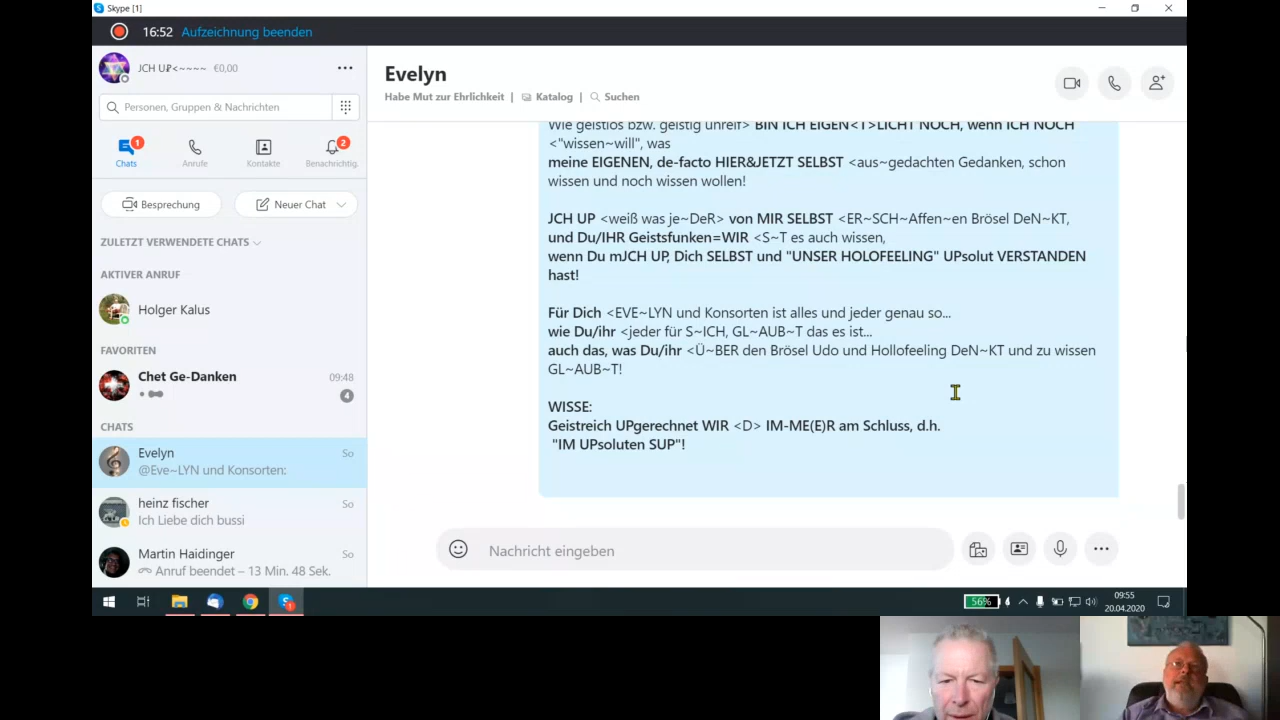 Skype [1]
16:52 Aufzeichnung beenden
JCH UP<~~~~ €0,00
Personen, Gruppen & Nachrichten
1
2
Chats
Anrufe
Kontakte
Benachrichtig.
Besprechung
Neuer Chat
ZULETZT VERWENDETE CHATS
AKTIVER ANRUF
Holger Kalus
FAVORITEN
Chet Ge-Danken 09:48
4
CHATS
Evelyn So
@Eve~LYN und Konsorten:
heinz fischer So
Ich Liebe dich bussi
Martin Haidinger So
Anruf beendet – 13 Min. 48 Sek.
Evelyn
Habe Mut zur Ehrlichkeit | Katalog | Suchen
Wie geistlos bzw. geistig unreif> BIN ICH EIGEN<T>LICHT NOCH, wenn ICH NOCH
<"wissen~will", was
meine EIGENEN, de-facto HIER&JETZT SELBST <aus~gedachten Gedanken, schon
wissen und noch wissen wollen!
JCH UP <weiß was je~DeR> von MIR SELBST <ER~SCH~Affen~en Brösel DeN~KT,
und Du/IHR Geistsfunken=WIR <S~T es auch wissen,
wenn Du mJCH UP, Dich SELBST und "UNSER HOLOFEELING" UPsolut VERSTANDEN
hast!
Für Dich <EVE~LYN und Konsorten ist alles und jeder genau so...
wie Du/ihr <jeder für S~ICH, GL~AUB~T das es ist...
auch das, was Du/ihr <Ü~BER den Brösel Udo und Hollofeeling DeN~KT und zu wissen
GL~AUB~T!
WISSE:
Geistreich UPgerechnet WIR <D> IM-ME(E)R am Schluss, d.h.
"IM UPsoluten SUP"!
Nachricht eingeben
56%
09:55
20.04.2020